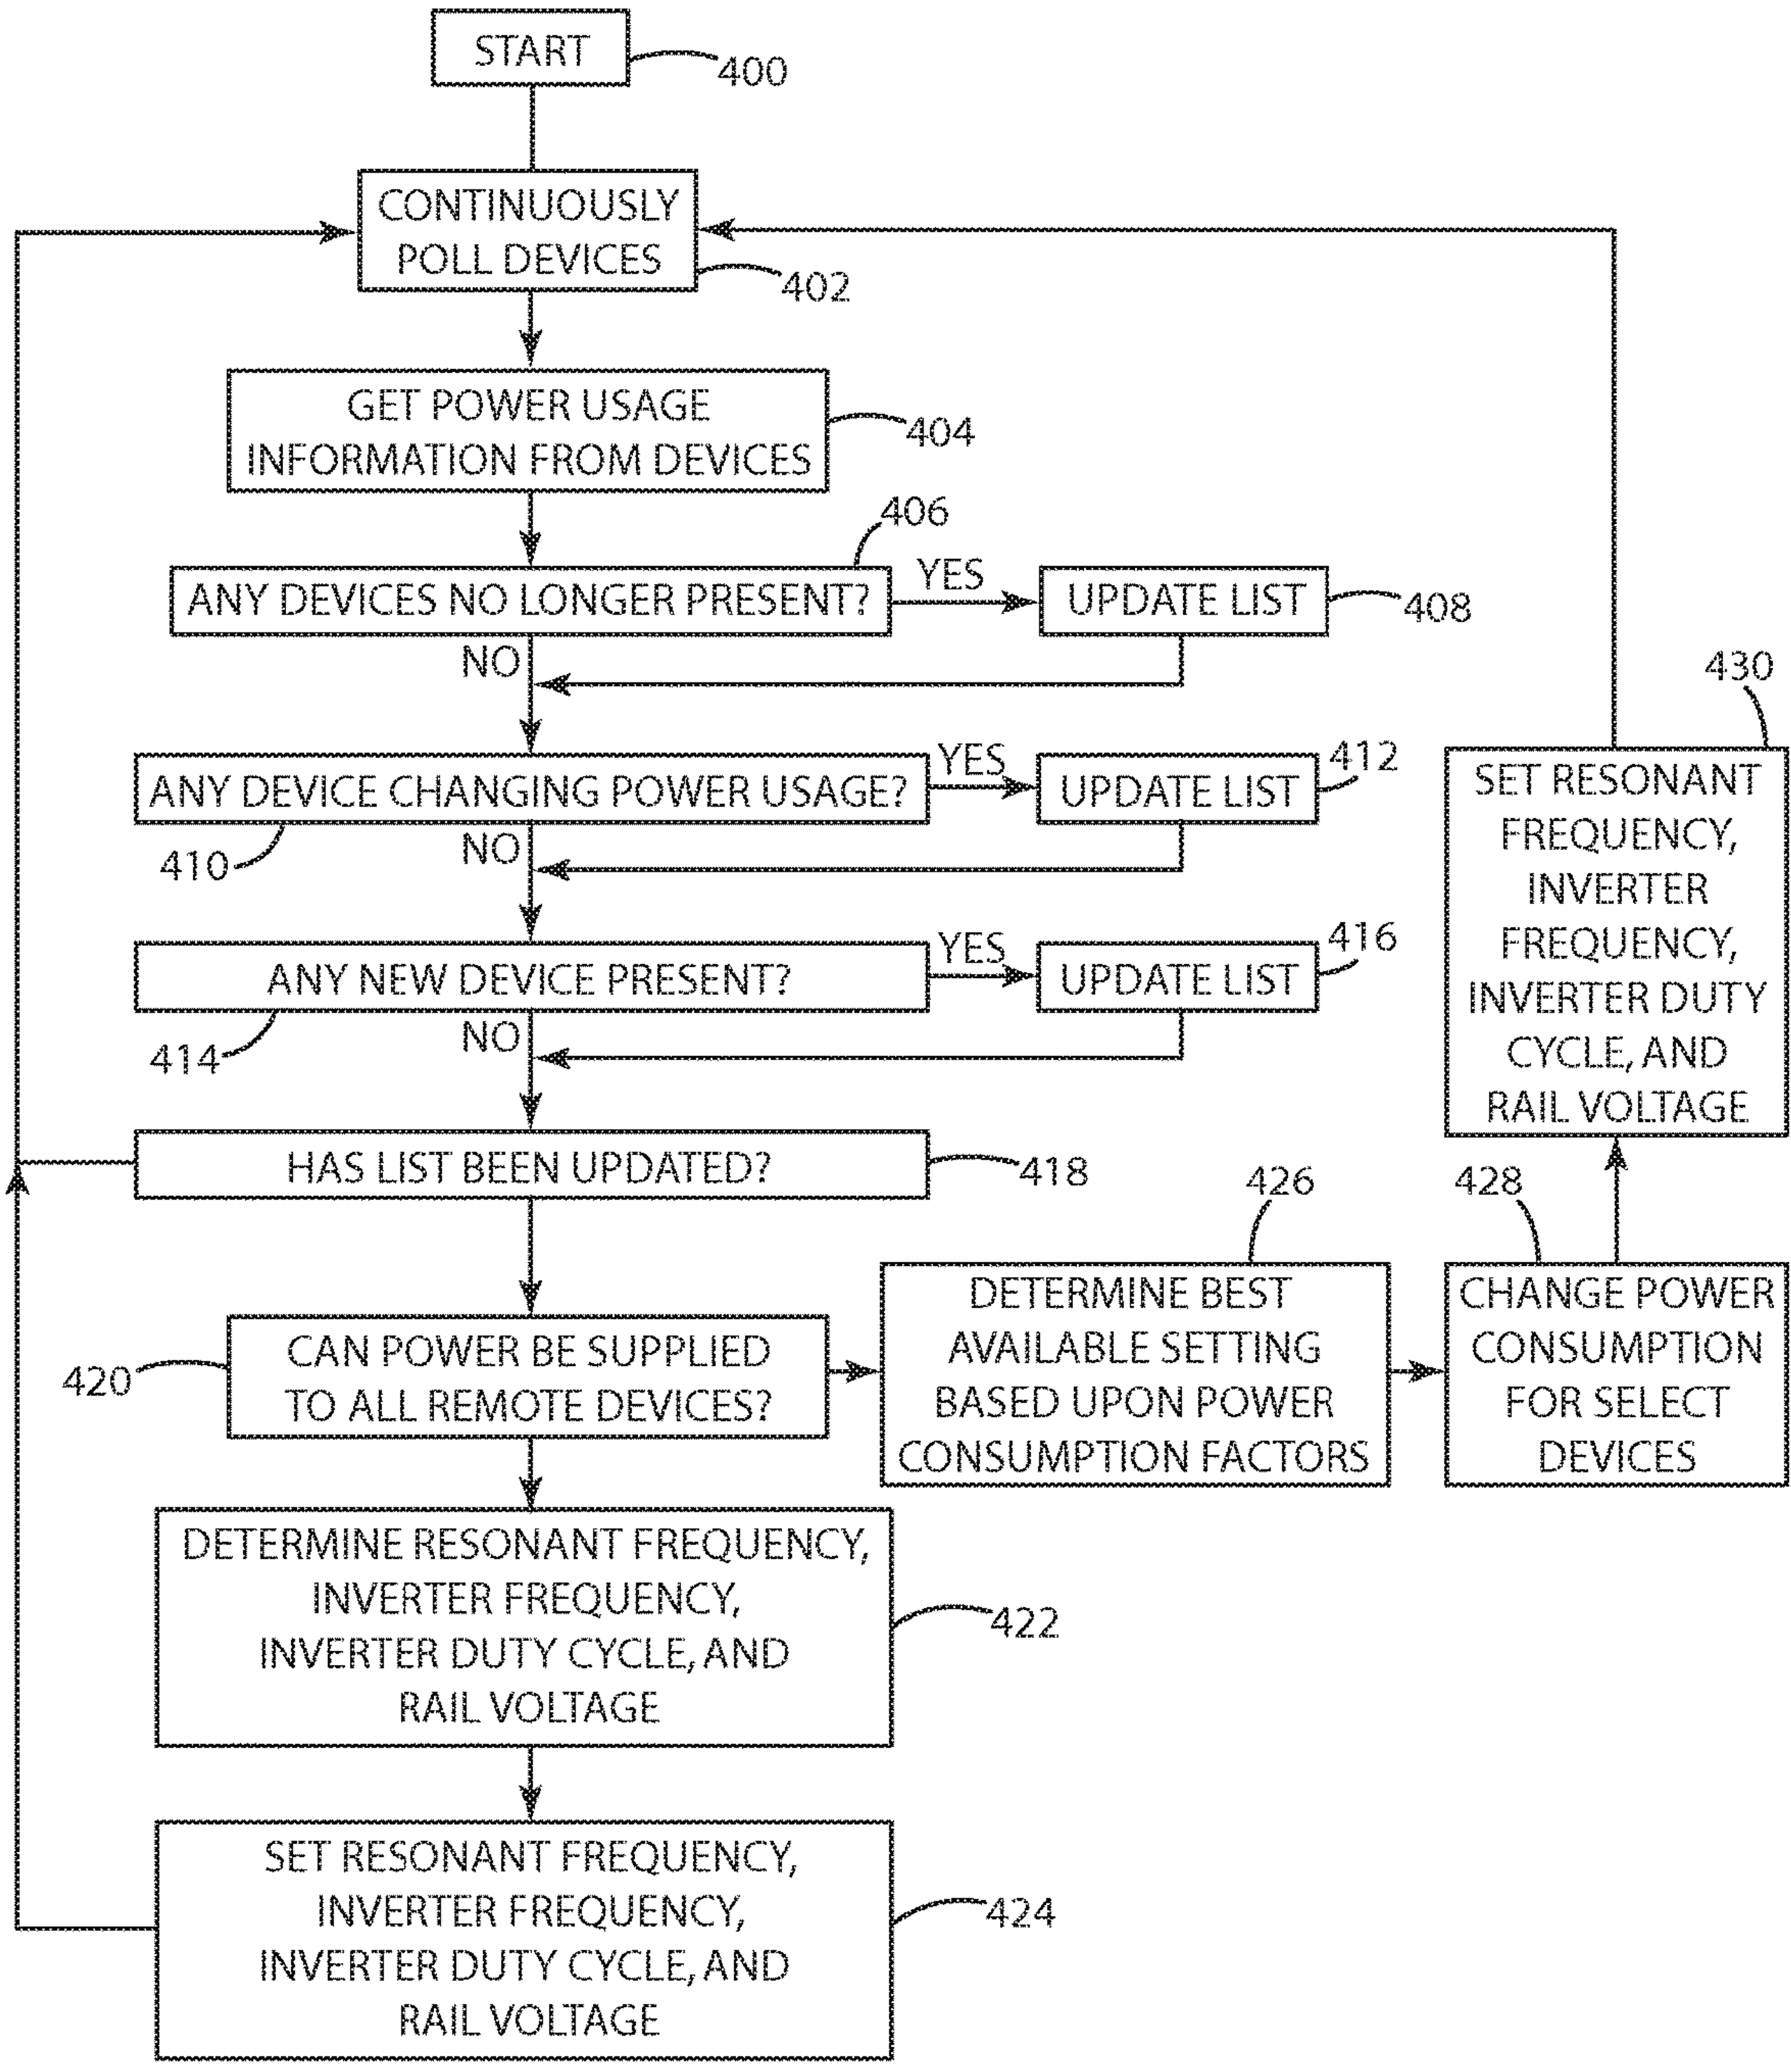 START
400
CONTINUOUSLY
POLL DEVICES
402
GET POWER USAGE
INFORMATION FROM DEVICES
404
406
ANY DEVICES NO LONGER PRESENT?
YES
UPDATE LIST
408
NO
ANY DEVICE CHANGING POWER USAGE?
YES
UPDATE LIST
412
410
NO
ANY NEW DEVICE PRESENT?
YES
UPDATE LIST
416
414
NO
HAS LIST BEEN UPDATED?
418
CAN POWER BE SUPPLIED
TO ALL REMOTE DEVICES?
420
426
DETERMINE BEST
AVAILABLE SETTING
BASED UPON POWER
CONSUMPTION FACTORS
428
CHANGE POWER
CONSUMPTION
FOR SELECT
DEVICES
430
SET RESONANT
FREQUENCY,
INVERTER
FREQUENCY,
INVERTER DUTY
CYCLE, AND
RAIL VOLTAGE
DETERMINE RESONANT FREQUENCY,
INVERTER FREQUENCY,
INVERTER DUTY CYCLE, AND
RAIL VOLTAGE
422
SET RESONANT FREQUENCY,
INVERTER FREQUENCY,
INVERTER DUTY CYCLE, AND
RAIL VOLTAGE
424